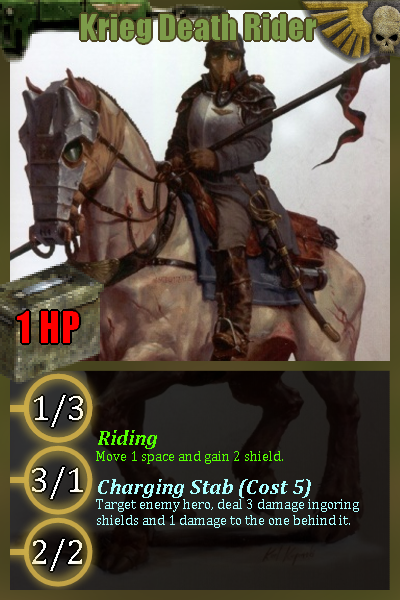 Krieg Death Rider
1 HP
1/3
Riding
Move 1 space and gain 2 shield.
3/1
Charging Stab (Cost 5)
Target enemy hero, deal 3 damage ingoring
shields and 1 damage to the one behind it.
2/2